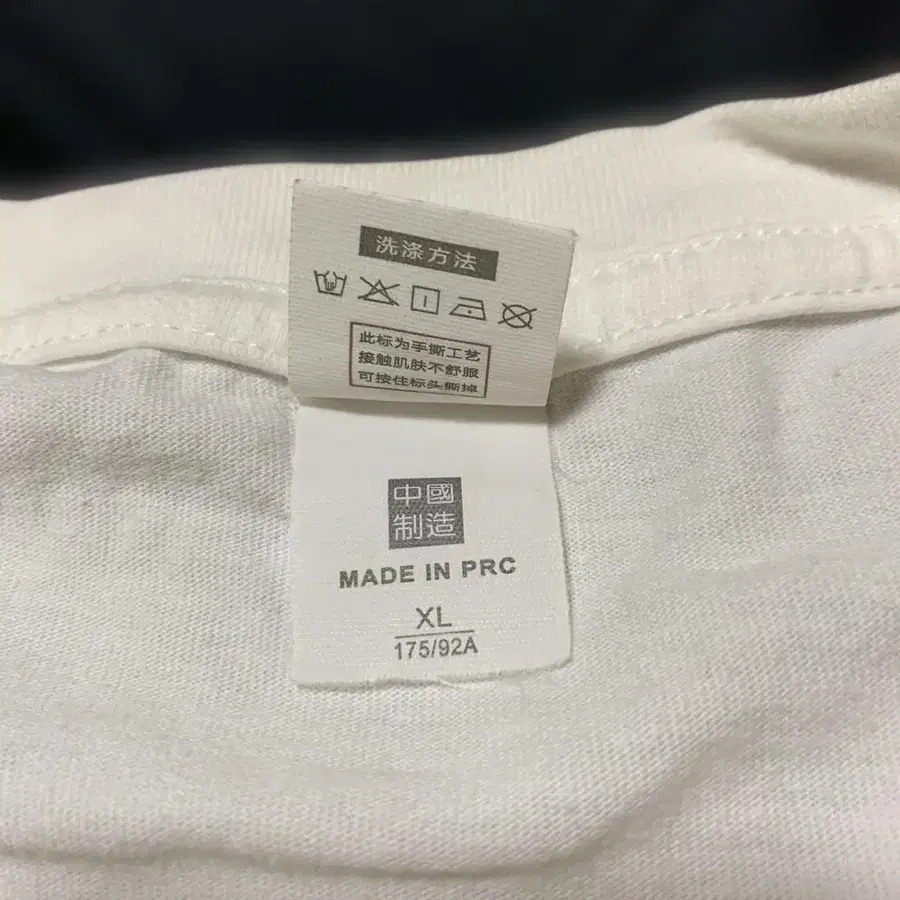 洗涤方法
此标为手撕工艺
接触肌肤不舒服
可按住标头撕掉
中國
制造
MADE IN PRC
XL
175/92A